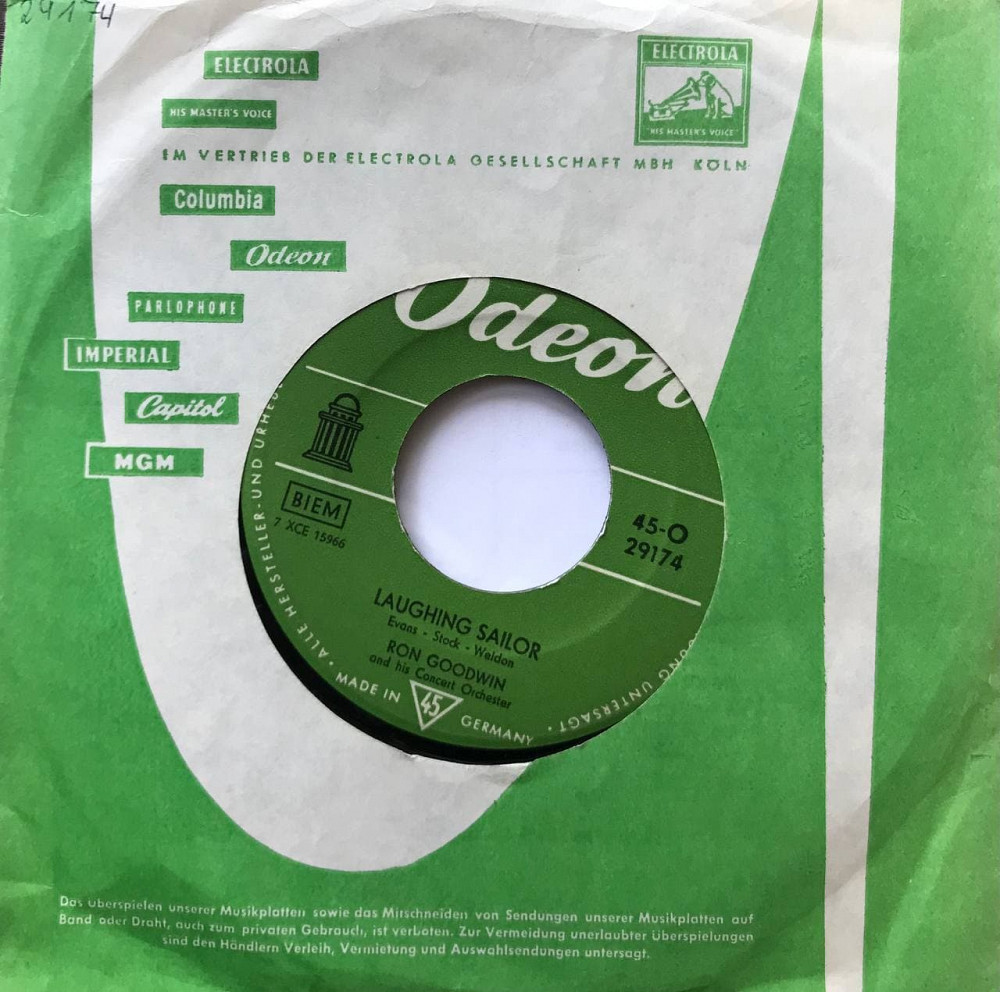 29174
ELECTROLA
HIS MASTER'S VOICE
ELECTROLA
"HIS MASTER'S VOICE"
IM VERTRIEB DER ELECTROLA GESELLSCHAFT MBH KÖLN
Columbia
Odeon
PARLOPHONE
IMPERIAL
Capitol
MGM
Odeon
BIEM
7 XCE 15966
45-O
29174
LAUGHING SAILOR
Evans - Stock - Weldon
RON GOODWIN
and his Concert Orchester
MADE IN 45 GERMANY
· ALLE HERSTELLER-UND URHEB
UNTERSAGT ·
Das Überspielen unserer Musikplatten sowie das Mitschneiden von Sendungen unserer Musikplatten auf
Band oder Draht, auch zum privaten Gebrauch, ist verboten. Zur Vermeidung unerlaubter Überspielungen
sind den Händlern Verleih, Vermietung und Auswahlsendungen untersagt.